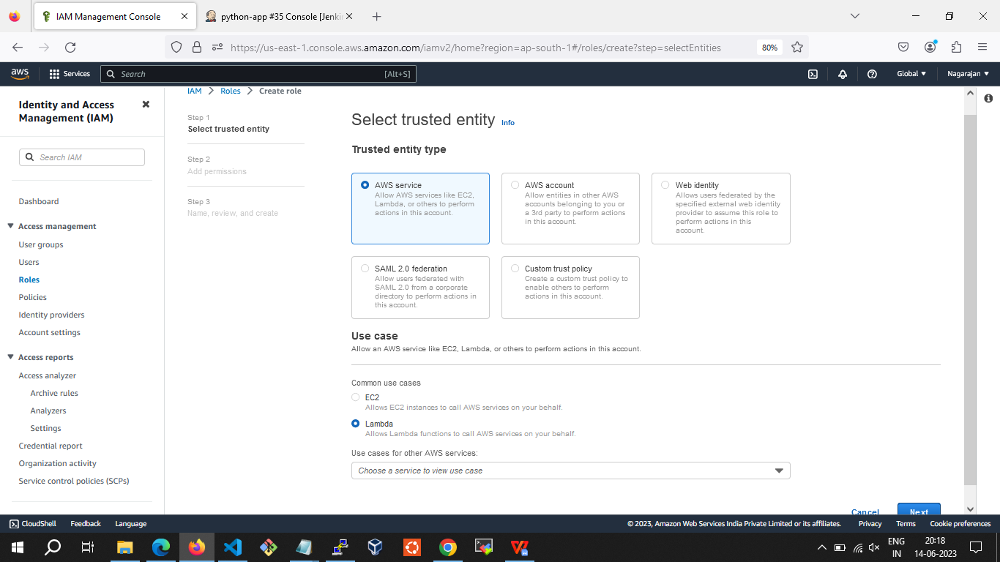 IAM Management Console
python-app #35 Console [Jenki
https://us-east-1.console.aws.amazon.com/iamv2/home?region=ap-south-1#/roles/create?step=selectEntities
80%
aws
Services
Search
[Alt+S]
Global
Nagarajan
Identity and Access
Management (IAM)
Search IAM
Dashboard
Access management
User groups
Users
Roles
Policies
Identity providers
Account settings
Access reports
Access analyzer
Archive rules
Analyzers
Settings
Credential report
Organization activity
Service control policies (SCPs)
IAM > Roles > Create role
Step 1
Select trusted entity
Step 2
Add permissions
Step 3
Name, review, and create
Select trusted entity Info
Trusted entity type
AWS service
Allow AWS services like EC2,
Lambda, or others to perform
actions in this account.
AWS account
Allow entities in other AWS
accounts belonging to you or
a 3rd party to perform actions
in this account.
Web identity
Allows users federated by the
specified external web identity
provider to assume this role to
perform actions in this
account.
SAML 2.0 federation
Allow users federated with
SAML 2.0 from a corporate
directory to perform actions in
this account.
Custom trust policy
Create a custom trust policy to
enable others to perform
actions in this account.
Use case
Allow an AWS service like EC2, Lambda, or others to perform actions in this account.
Common use cases
EC2
Allows EC2 instances to call AWS services on your behalf.
Lambda
Allows Lambda functions to call AWS services on your behalf.
Use cases for other AWS services:
Choose a service to view use case
Cancel
Next
CloudShell
Feedback
Language
© 2023, Amazon Web Services India Private Limited or its affiliates.
Privacy
Terms
Cookie preferences
ENG
IN
20:18
14-06-2023